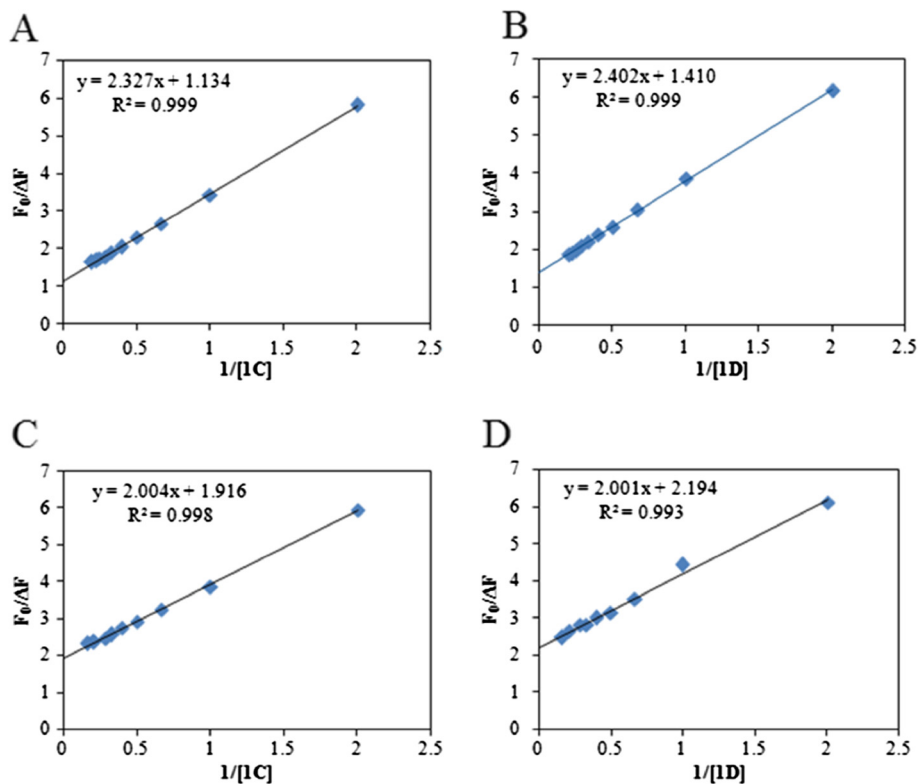 A
y = 2.327x + 1.134
R² = 0.999
F₀/ΔF
7
6
5
4
3
2
1
0
0 0.5 1 1.5 2 2.5
1/[1C]
B
y = 2.402x + 1.410
R² = 0.999
F₀/ΔF
7
6
5
4
3
2
1
0
0 0.5 1 1.5 2 2.5
1/[1D]
C
y = 2.004x + 1.916
R² = 0.998
F₀/ΔF
7
6
5
4
3
2
1
0
0 0.5 1 1.5 2 2.5
1/[1C]
D
y = 2.001x + 2.194
R² = 0.993
F₀/ΔF
7
6
5
4
3
2
1
0
0 0.5 1 1.5 2 2.5
1/[1D]